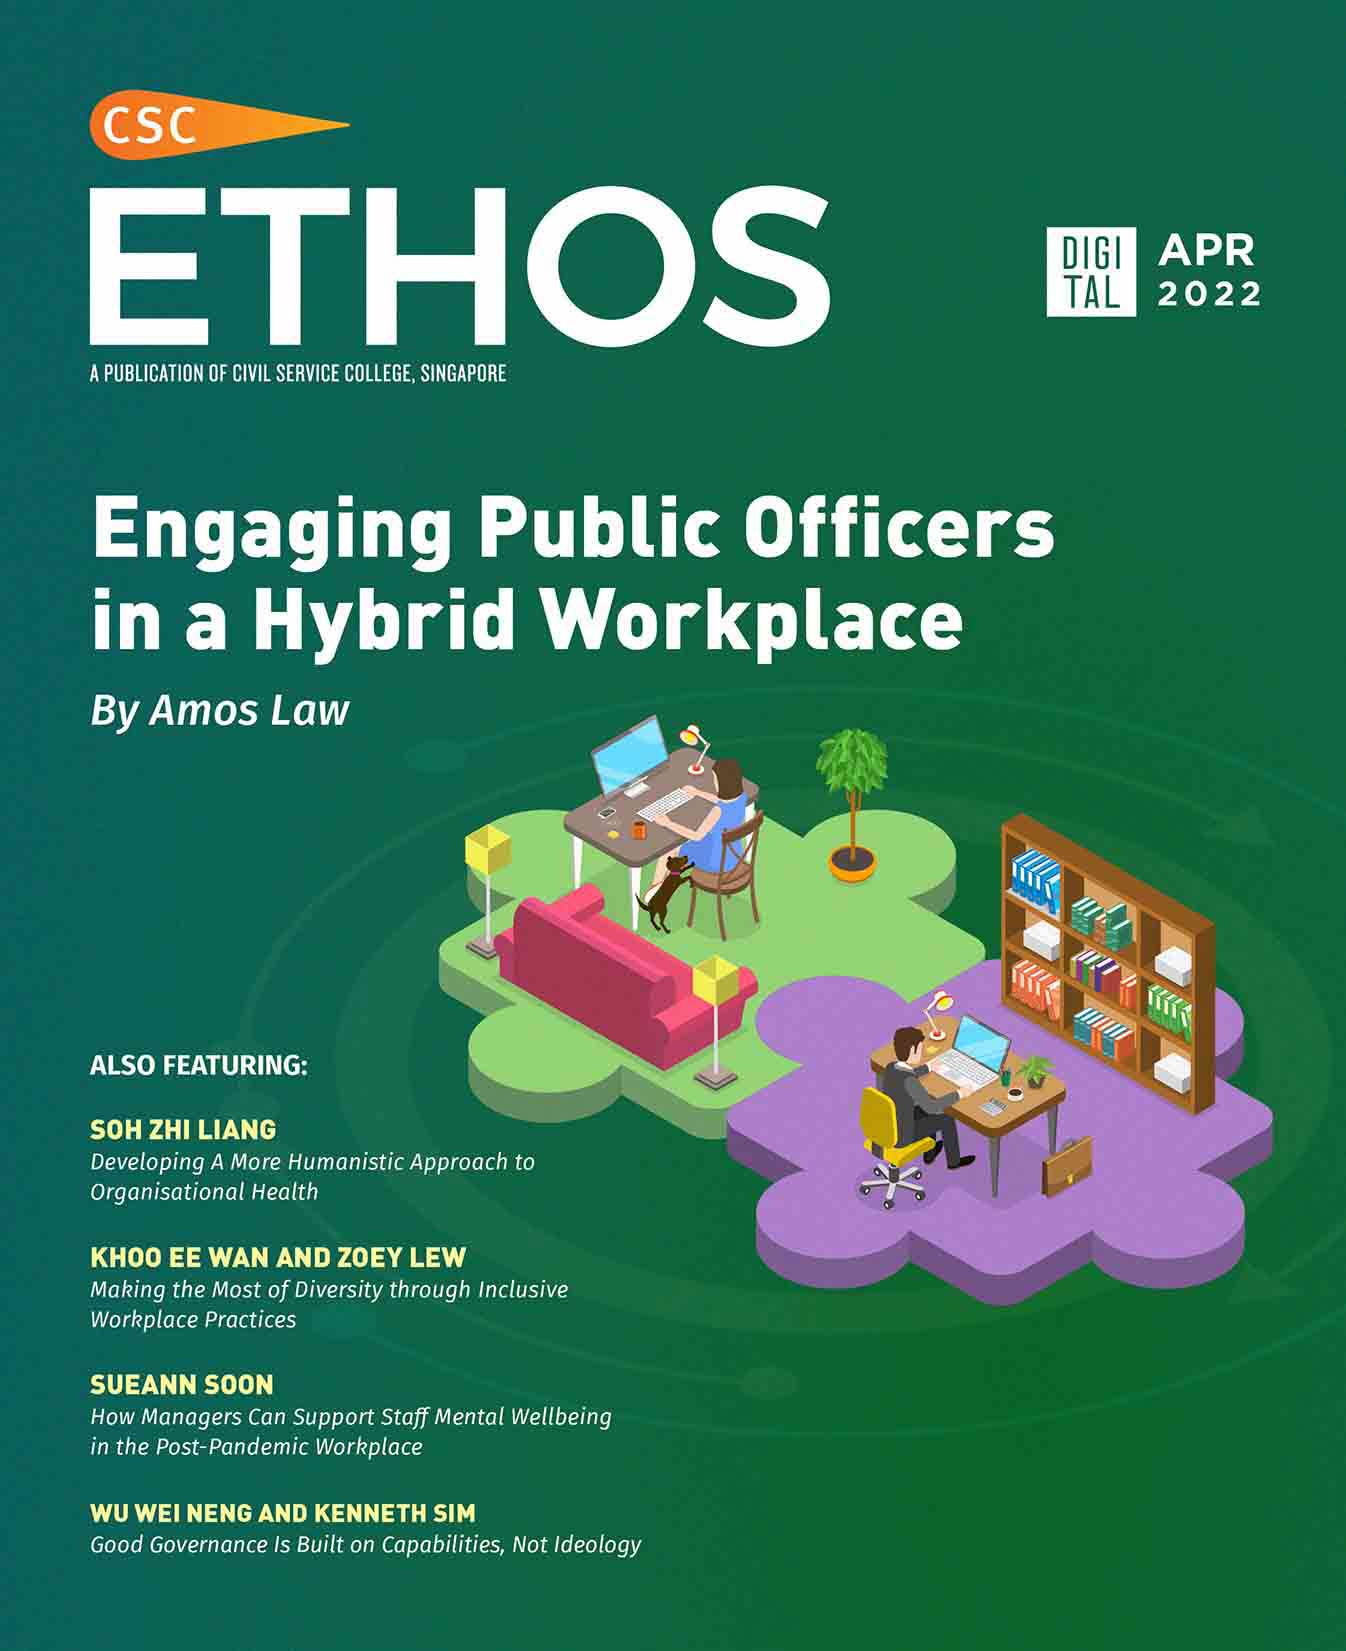 CSC
ETHOS
A PUBLICATION OF CIVIL SERVICE COLLEGE, SINGAPORE
DIGI
TAL
APR
2022
Engaging Public Officers
in a Hybrid Workplace
By Amos Law
ALSO FEATURING:
SOH ZHI LIANG
Developing A More Humanistic Approach to
Organisational Health
KHOO EE WAN AND ZOEY LEW
Making the Most of Diversity through Inclusive
Workplace Practices
SUEANN SOON
How Managers Can Support Staff Mental Wellbeing
in the Post-Pandemic Workplace
WU WEI NENG AND KENNETH SIM
Good Governance Is Built on Capabilities, Not Ideology